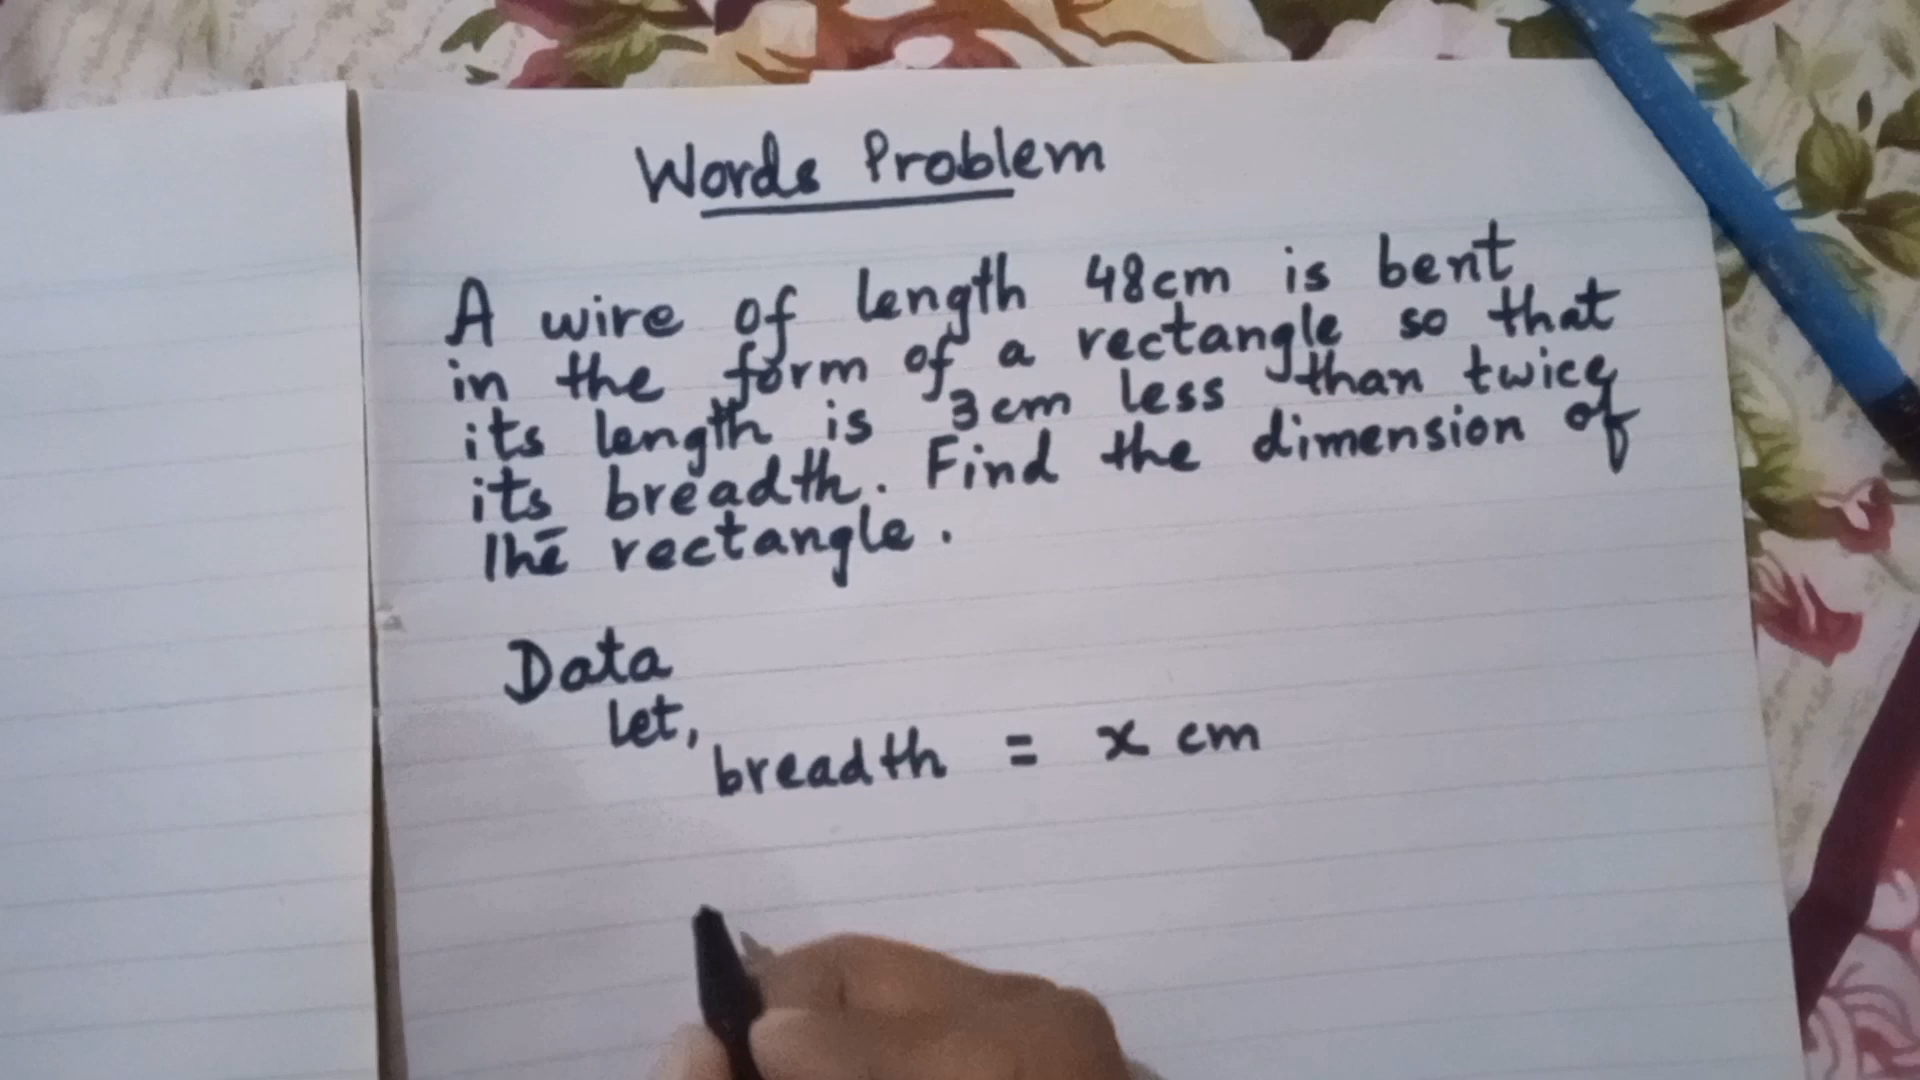 Words Problem
A wire of length 48cm is bent
in the form of a rectangle so that
its length is 3cm less than twice
its breadth. Find the dimension of
The rectangle.
Data
let,
breadth = x cm